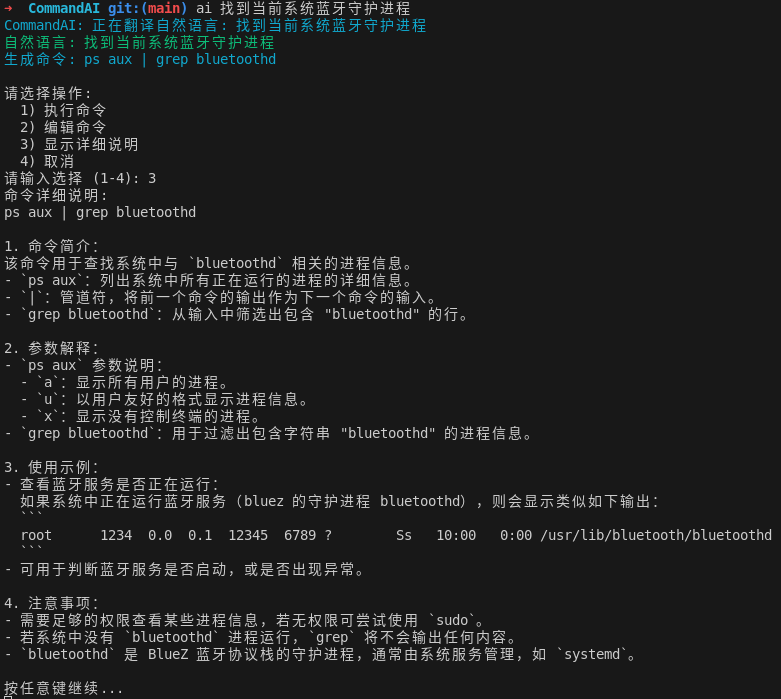 ➜  CommandAI git:(main) ai 找到当前系统蓝牙守护进程
CommandAI: 正在翻译自然语言: 找到当前系统蓝牙守护进程
自然语言: 找到当前系统蓝牙守护进程
生成命令: ps aux | grep bluetoothd

请选择操作:
  1) 执行命令
  2) 编辑命令
  3) 显示详细说明
  4) 取消
请输入选择 (1-4): 3
命令详细说明:
ps aux | grep bluetoothd

1. 命令简介：
该命令用于查找系统中与 `bluetoothd` 相关的进程信息。
- `ps aux`：列出系统中所有正在运行的进程的详细信息。
- `|`：管道符，将前一个命令的输出作为下一个命令的输入。
- `grep bluetoothd`：从输入中筛选出包含 "bluetoothd" 的行。

2. 参数解释：
- `ps aux` 参数说明：
  - `a`：显示所有用户的进程。
  - `u`：以用户友好的格式显示进程信息。
  - `x`：显示没有控制终端的进程。
- `grep bluetoothd`：用于过滤出包含字符串 "bluetoothd" 的进程信息。

3. 使用示例：
- 查看蓝牙服务是否正在运行：
  如果系统中正在运行蓝牙服务（bluez 的守护进程 bluetoothd），则会显示类似如下输出：
  ```
  root      1234  0.0  0.1  12345  6789 ?        Ss   10:00   0:00 /usr/lib/bluetooth/bluetoothd
  ```
- 可用于判断蓝牙服务是否启动，或是否出现异常。

4. 注意事项：
- 需要足够的权限查看某些进程信息，若无权限可尝试使用 `sudo`。
- 若系统中没有 `bluetoothd` 进程运行，`grep` 将不会输出任何内容。
- `bluetoothd` 是 BlueZ 蓝牙协议栈的守护进程，通常由系统服务管理，如 `systemd`。

按任意键继续...